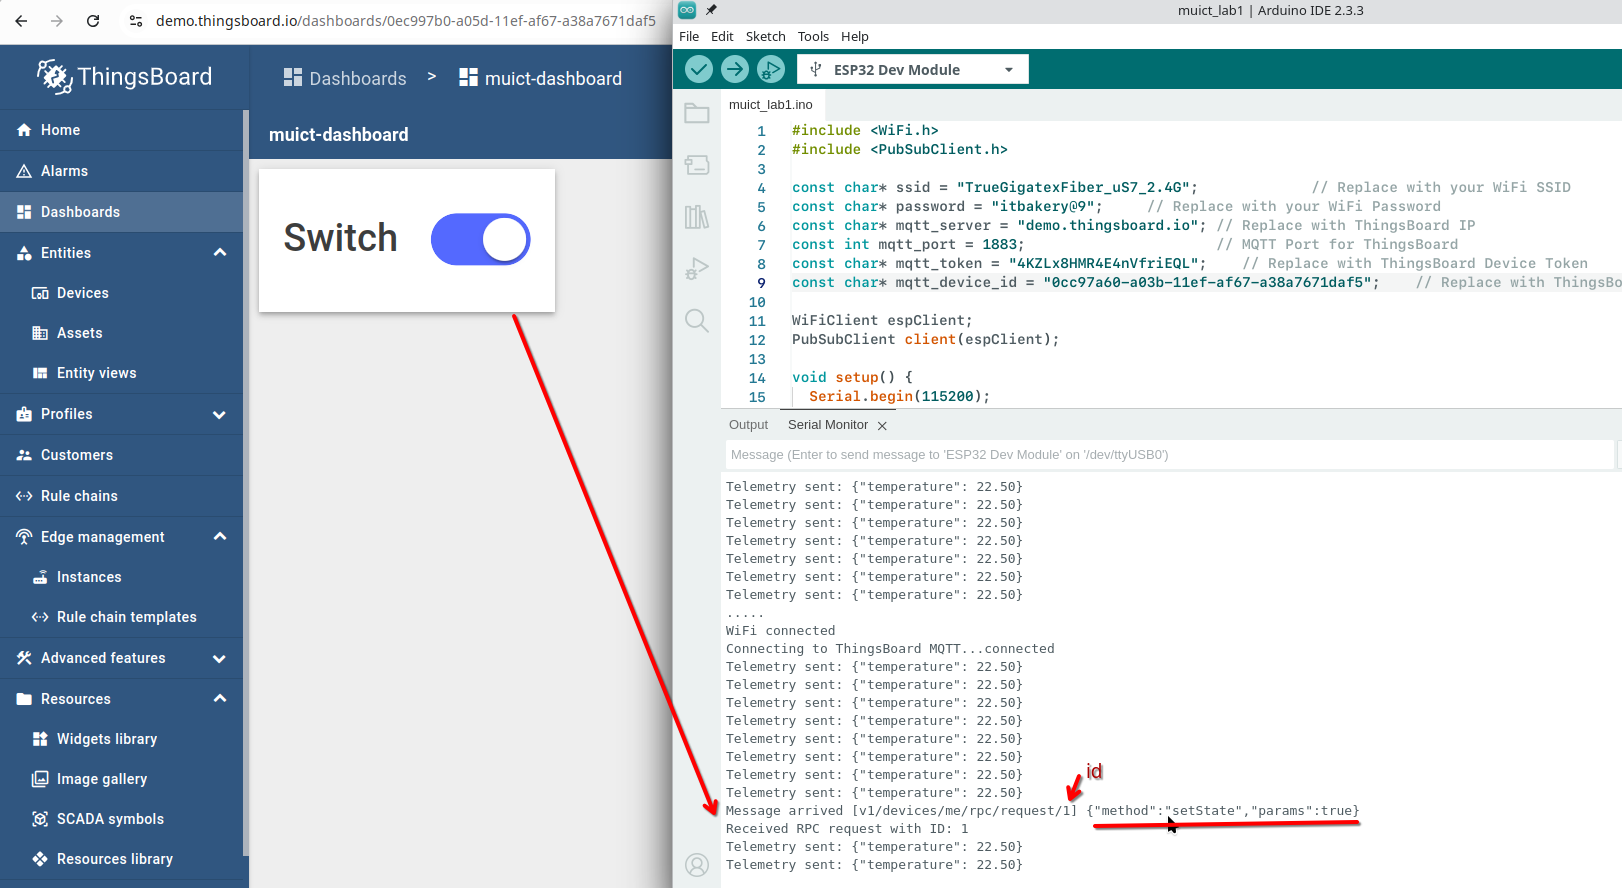 demo.thingsboard.io/dashboards/0ec997b0-a05d-11ef-af67-a38a7671daf5
ThingsBoard
Dashboards > muict-dashboard
muict-dashboard
Home
Alarms
Dashboards
Entities
Devices
Assets
Entity views
Profiles
Customers
Rule chains
Edge management
Instances
Rule chain templates
Advanced features
Resources
Widgets library
Image gallery
SCADA symbols
Resources library
Switch
muict_lab1 | Arduino IDE 2.3.3
File Edit Sketch Tools Help
ESP32 Dev Module
muict_lab1.ino
1 #include <WiFi.h>
2 #include <PubSubClient.h>
3
4 const char* ssid = "TrueGigatexFiber_uS7_2.4G"; // Replace with your WiFi SSID
5 const char* password = "itbakery@9"; // Replace with your WiFi Password
6 const char* mqtt_server = "demo.thingsboard.io"; // Replace with ThingsBoard IP
7 const int mqtt_port = 1883; // MQTT Port for ThingsBoard
8 const char* mqtt_token = "4KZLx8HMR4E4nVfriEQL"; // Replace with ThingsBoard Device Token
9 const char* mqtt_device_id = "0cc97a60-a03b-11ef-af67-a38a7671daf5"; // Replace with ThingsBo
10
11 WiFiClient espClient;
12 PubSubClient client(espClient);
13
14 void setup() {
15 Serial.begin(115200);
Output Serial Monitor
Message (Enter to send message to 'ESP32 Dev Module' on '/dev/ttyUSB0')
Telemetry sent: {"temperature": 22.50}
Telemetry sent: {"temperature": 22.50}
Telemetry sent: {"temperature": 22.50}
Telemetry sent: {"temperature": 22.50}
Telemetry sent: {"temperature": 22.50}
Telemetry sent: {"temperature": 22.50}
Telemetry sent: {"temperature": 22.50}
.....
WiFi connected
Connecting to ThingsBoard MQTT...connected
Telemetry sent: {"temperature": 22.50}
Telemetry sent: {"temperature": 22.50}
Telemetry sent: {"temperature": 22.50}
Telemetry sent: {"temperature": 22.50}
Telemetry sent: {"temperature": 22.50}
Telemetry sent: {"temperature": 22.50}
Telemetry sent: {"temperature": 22.50}
id
Telemetry sent: {"temperature": 22.50}
Message arrived [v1/devices/me/rpc/request/1] {"method":"setState","params":true}
Received RPC request with ID: 1
Telemetry sent: {"temperature": 22.50}
Telemetry sent: {"temperature": 22.50}